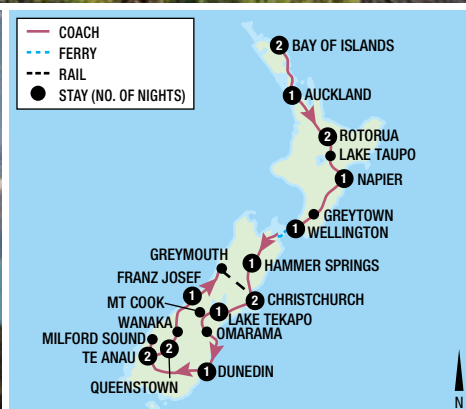 COACH
FERRY
RAIL
STAY (NO. OF NIGHTS)
2 BAY OF ISLANDS
1 AUCKLAND
2 ROTORUA
LAKE TAUPO
1 NAPIER
GREYTOWN
1 WELLINGTON
GREYMOUTH
1 HAMMER SPRINGS
FRANZ JOSEF 1
2 CHRISTCHURCH
MT COOK
1 LAKE TEKAPO
WANAKA
OMARAMA
MILFORD SOUND
TE ANAU 2
2
QUEENSTOWN
1 DUNEDIN
N